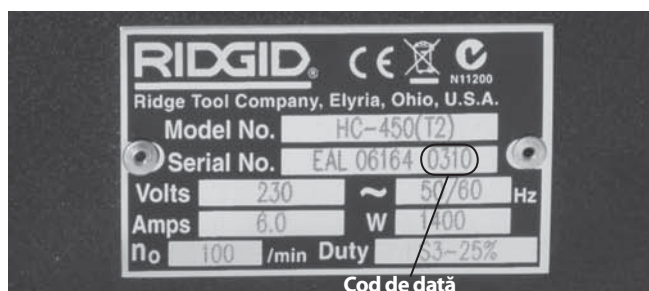 RIDGID® CE
N11200
Ridge Tool Company, Elyria, Ohio, U.S.A.
Model No. HC-450(T2)
Serial No. EAL 06164 0310
Volts 230 ~ 50/60 Hz
Amps 6.0 W 1400
no 100 /min Duty S3-25%
Cod de dată